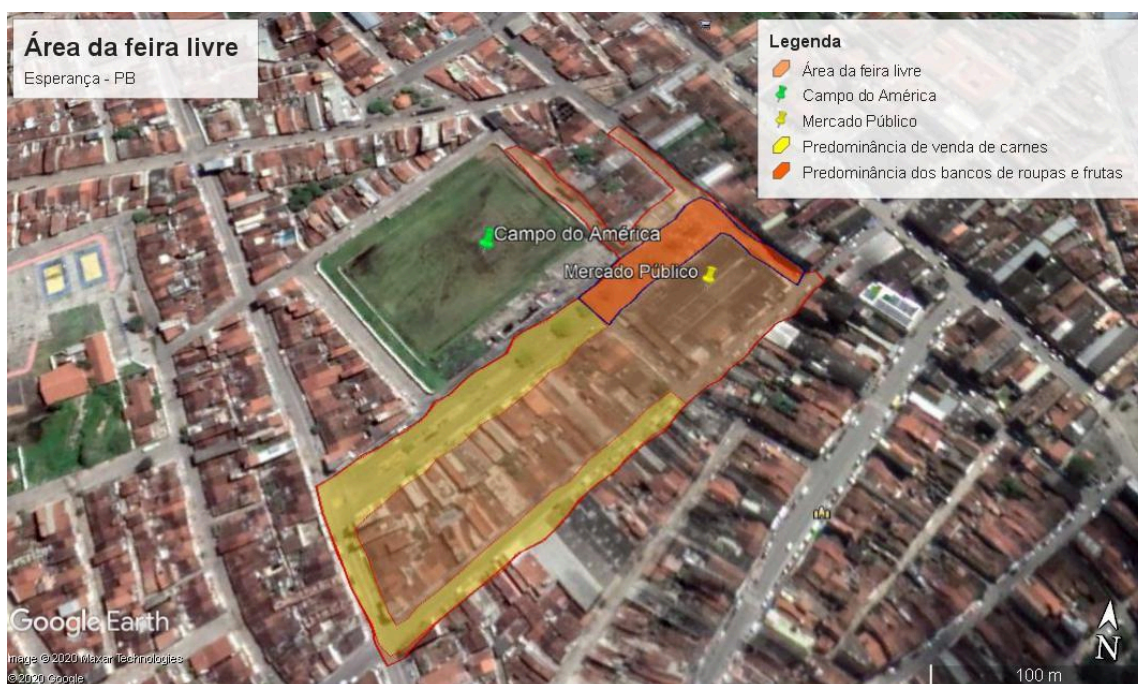 Área da feira livre
Esperança - PB
Legenda
Área da feira livre
Campo do América
Mercado Público
Predominância de venda de carnes
Predominância dos bancos de roupas e frutas
Campo do América
Mercado Público
Google Earth
Image © 2020 Maxar Technologies
© 2020 Google
N
100 m